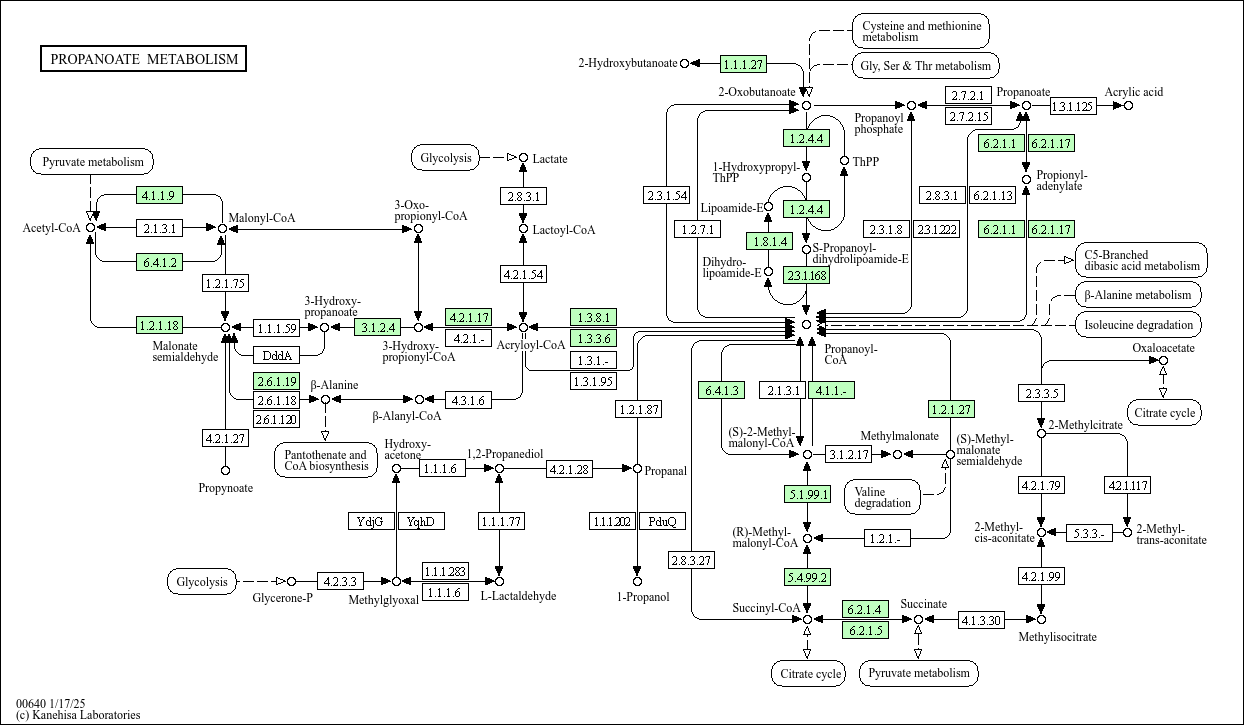 PROPANOATE METABOLISM
Cysteine and methionine
metabolism
2-Hydroxybutanoate
1.1.1.27
Gly, Ser & Thr metabolism
2-Oxobutanoate
Propanoyl
phosphate
2.7.2.1
2.7.2.15
Propanoate
1.3.1.125
Acrylic acid
1.2.4.4
6.2.1.1
6.2.1.17
Pyruvate metabolism
Glycolysis
Lactate
ThPP
1-Hydroxypropyl-
ThPP
Propionyl-
adenylate
4.1.1.9
2.8.3.1
2.3.1.54
2.8.3.1
6.2.1.13
Lipoamide-E
1.2.4.4
3-Oxo-
propionyl-CoA
Malonyl-CoA
Acetyl-CoA
2.1.3.1
Lactoyl-CoA
1.2.7.1
2.3.1.8
2.3.1.222
6.2.1.1
6.2.1.17
1.8.1.4
S-Propanoyl-
dihydrolipoamide-E
6.4.1.2
4.2.1.54
Dihydro-
lipoamide-E
2.3.1.168
C5-Branched
dibasic acid metabolism
1.2.1.75
β-Alanine metabolism
3-Hydroxy-
propanoate
1.2.1.18
1.1.1.59
3.1.2.4
4.2.1.17
4.2.1.-
1.3.8.1
1.3.3.6
1.3.1.-
1.3.1.95
Isoleucine degradation
Malonate
semialdehyde
DddA
3-Hydroxy-
propionyl-CoA
Acryloyl-CoA
Propanoyl-
CoA
Oxaloacetate
2.6.1.19
2.6.1.18
2.6.1.120
β-Alanine
β-Alanyl-CoA
4.3.1.6
1.2.1.87
6.4.1.3
2.1.3.1
4.1.1.-
1.2.1.27
2.3.3.5
Citrate cycle
4.2.1.27
Pantothenate and
CoA biosynthesis
Hydroxy-
acetone
1,2-Propanediol
(S)-2-Methyl-
malonyl-CoA
Methylmalonate
3.1.2.17
(S)-Methyl-
malonate
semialdehyde
2-Methylcitrate
Propynoate
1.1.1.6
4.2.1.28
Propanal
5.1.99.1
Valine
degradation
4.2.1.79
4.2.1.117
YdjG
YqhD
1.1.1.77
1.1.1.202
PduQ
(R)-Methyl-
malonyl-CoA
1.2.1.-
2-Methyl-
cis-aconitate
5.3.3.-
2-Methyl-
trans-aconitate
2.8.3.27
Glycolysis
Glycerone-P
4.2.3.3
Methylglyoxal
1.1.1.283
1.1.1.6
L-Lactaldehyde
1-Propanol
5.4.99.2
4.2.1.99
Succinyl-CoA
6.2.1.4
6.2.1.5
Succinate
4.1.3.30
Methylisocitrate
Citrate cycle
Pyruvate metabolism
00640 1/17/25
(c) Kanehisa Laboratories